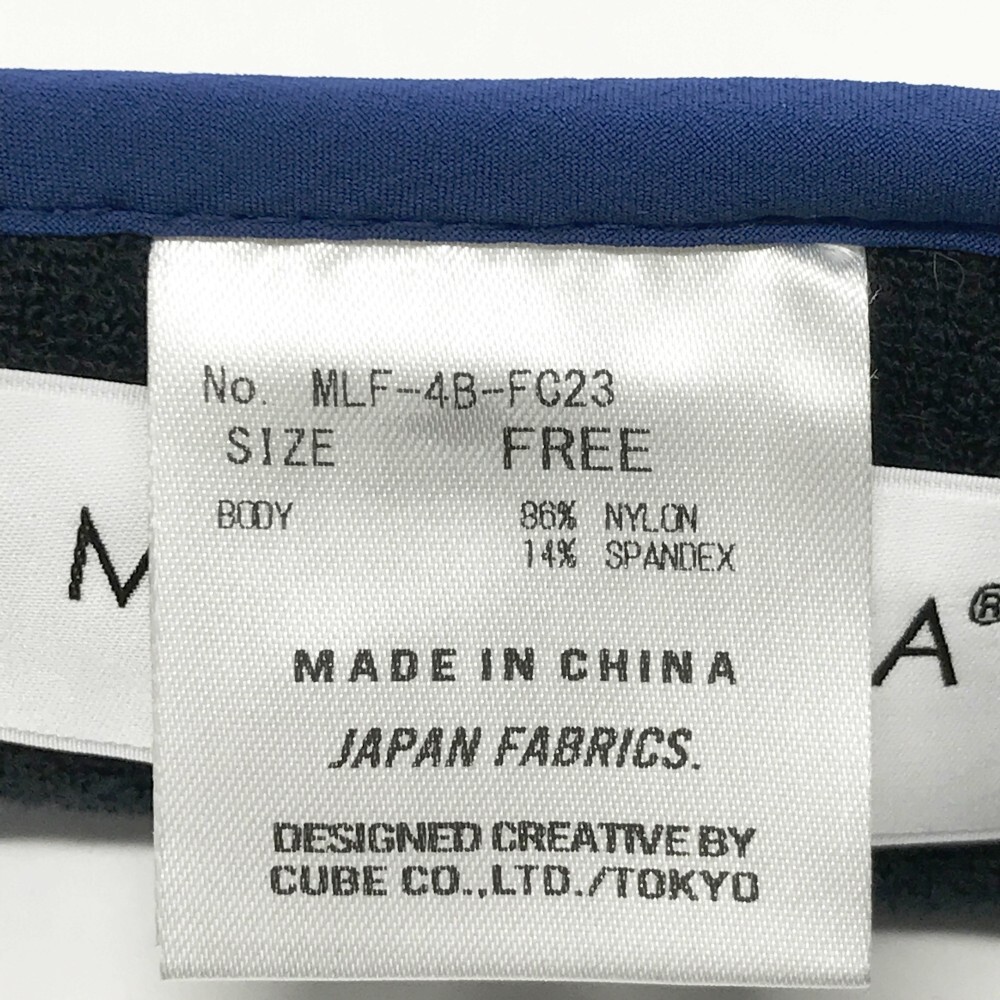 No. MLF-4B-FC23
SIZE FREE
BODY 86% NYLON
14% SPANDEX
MADE IN CHINA
JAPAN FABRICS.
DESIGNED CREATIVE BY
CUBE CO.,LTD./TOKYO
M
A®